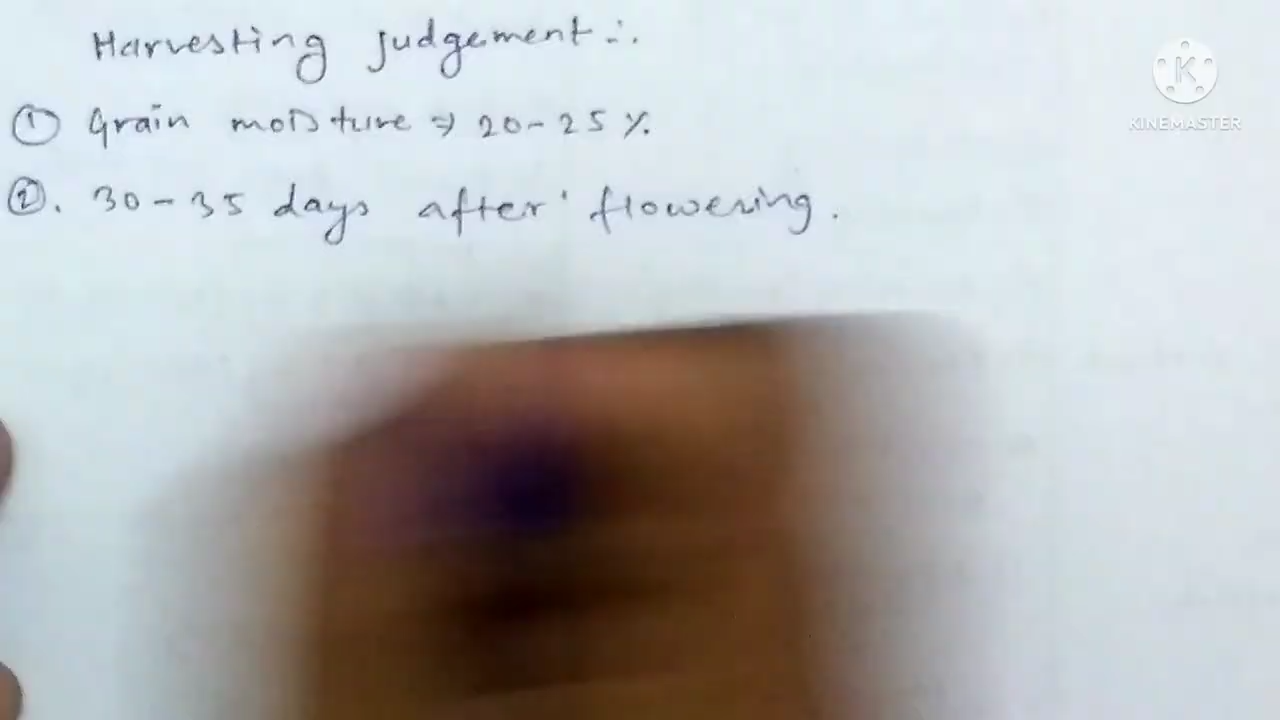 Harvesting judgement :.
① Grain moisture ⇒ 20-25 %.
②. 30-35 days after flowering.
K
KINEMASTER